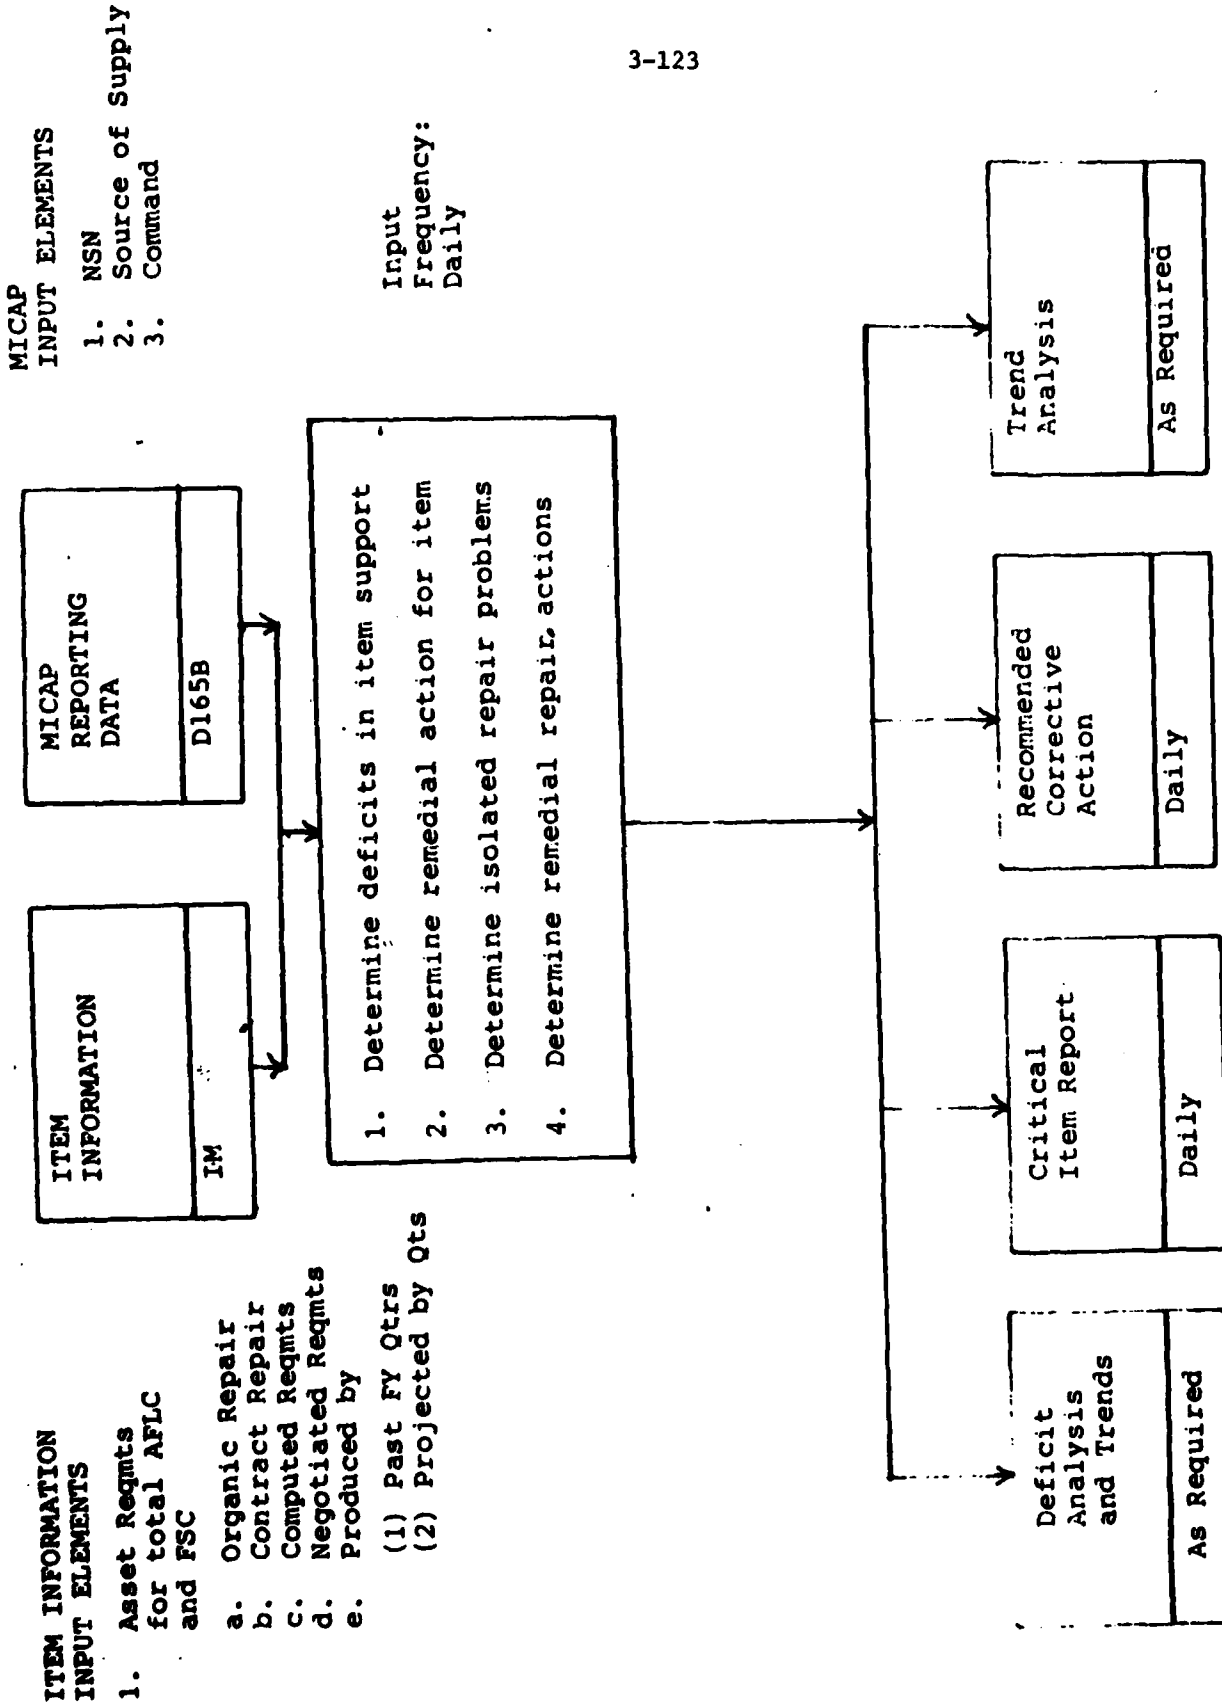 3-123
ITEM INFORMATION
INPUT ELEMENTS
1. Asset Reqmts
for total AFLC
and FSC
a. Organic Repair
b. Contract Repair
c. Computed Reqmts
d. Negotiated Reqmts
e. Produced by
(1) Past FY Qtrs
(2) Projected by Qts
ITEM
INFORMATION
IM
MICAP
REPORTING
DATA
D165B
MICAP
INPUT ELEMENTS
1. NSN
2. Source of Supply
3. Command
Input
Frequency:
Daily
1. Determine deficits in item support
2. Determine remedial action for item
3. Determine isolated repair problems
4. Determine remedial repair actions
Deficit
Analysis
and Trends
As Required
Critical
Item Report
Daily
Recommended
Corrective
Action
Daily
Trend
Analysis
As Required